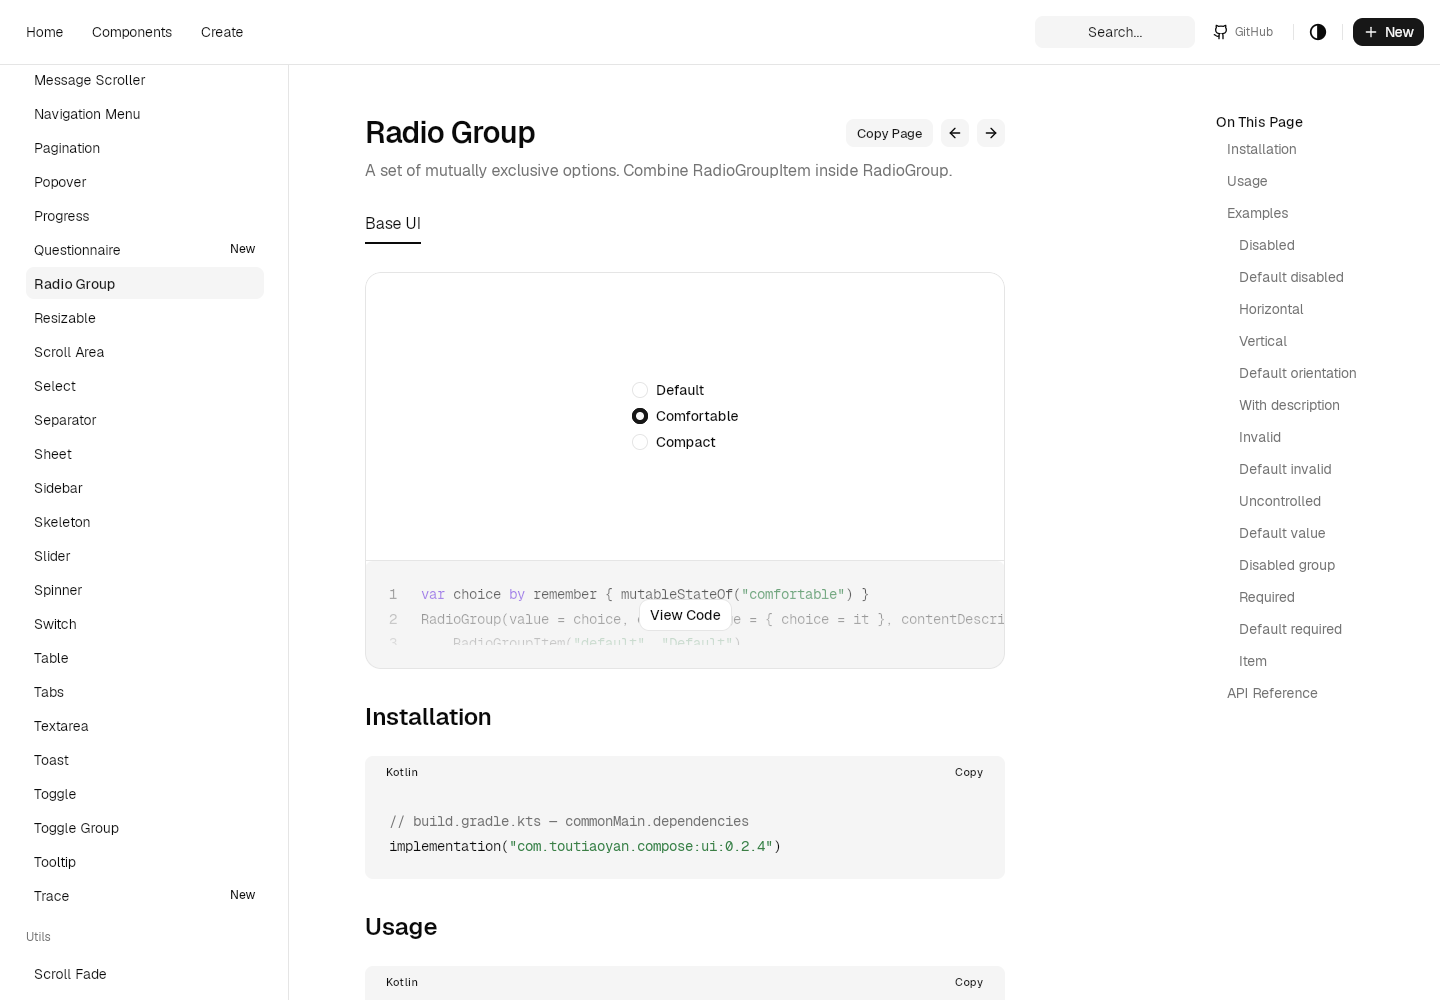 Home
Components
Create
Search...
GitHub
New
Message Scroller
Navigation Menu
Pagination
Popover
Progress
Questionnaire New
Radio Group
Resizable
Scroll Area
Select
Separator
Sheet
Sidebar
Skeleton
Slider
Spinner
Switch
Table
Tabs
Textarea
Toast
Toggle
Toggle Group
Tooltip
Trace New
Utils
Scroll Fade
Radio Group
Copy Page
A set of mutually exclusive options. Combine RadioGroupItem inside RadioGroup.
Base UI
Default
Comfortable
Compact
1 var choice by remember { mutableStateOf("comfortable") }
2 RadioGroup(value = choice, = { choice = it }, contentDescri
View Code
3 RadioGroupItem("default", "Default")
Installation
Kotlin Copy
// build.gradle.kts — commonMain.dependencies
implementation("com.toutiaoyan.compose:ui:0.2.4")
Usage
Kotlin Copy
On This Page
Installation
Usage
Examples
Disabled
Default disabled
Horizontal
Vertical
Default orientation
With description
Invalid
Default invalid
Uncontrolled
Default value
Disabled group
Required
Default required
Item
API Reference